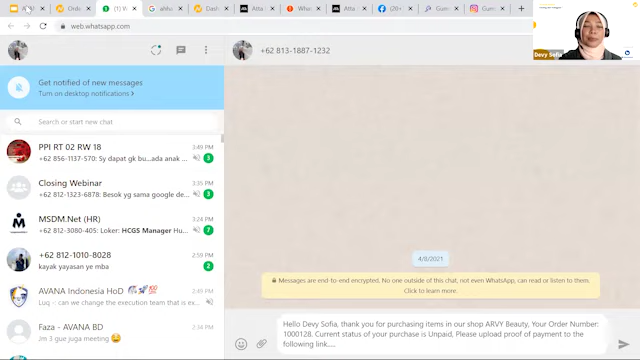 Orde
(1) W
alihu
Dash
Atta
What
Atta
(20+
Gum
Gum
web.whatsapp.com
+62 813-1887-1232
Devy Sofia
Get notified of new messages
Turn on desktop notifications >
Search or start new chat
PPI RT 02 RW 18
3:49 PM
+62 856-1137-570: Sy dapat gk bu...ada anak
3
Closing Webinar
3:35 PM
+62 812-1323-6878: Besok yg sama google de...
3
MSDM.Net (HR)
3:24 PM
+62 812-3080-405: Loker: HCGS Manager Hu...
7
+62 812-1010-8028
2:59 PM
kayak yayasan ye mba
2
AVANA Indonesia HoD
Luq - can we change the execution team that is ex...
Faza - AVANA BD
2:34 PM
Jm 3 gue jouga meeting
4/8/2021
Messages are end-to-end encrypted. No one outside of this chat, not even WhatsApp, can read or listen to them.
Click to learn more.
Hello Devy Sofia, thank you for purchasing items in our shop ARVY Beauty, Your Order Number:
1000128. Current status of your purchase is Unpaid, Please upload proof of payment to the
following link.....